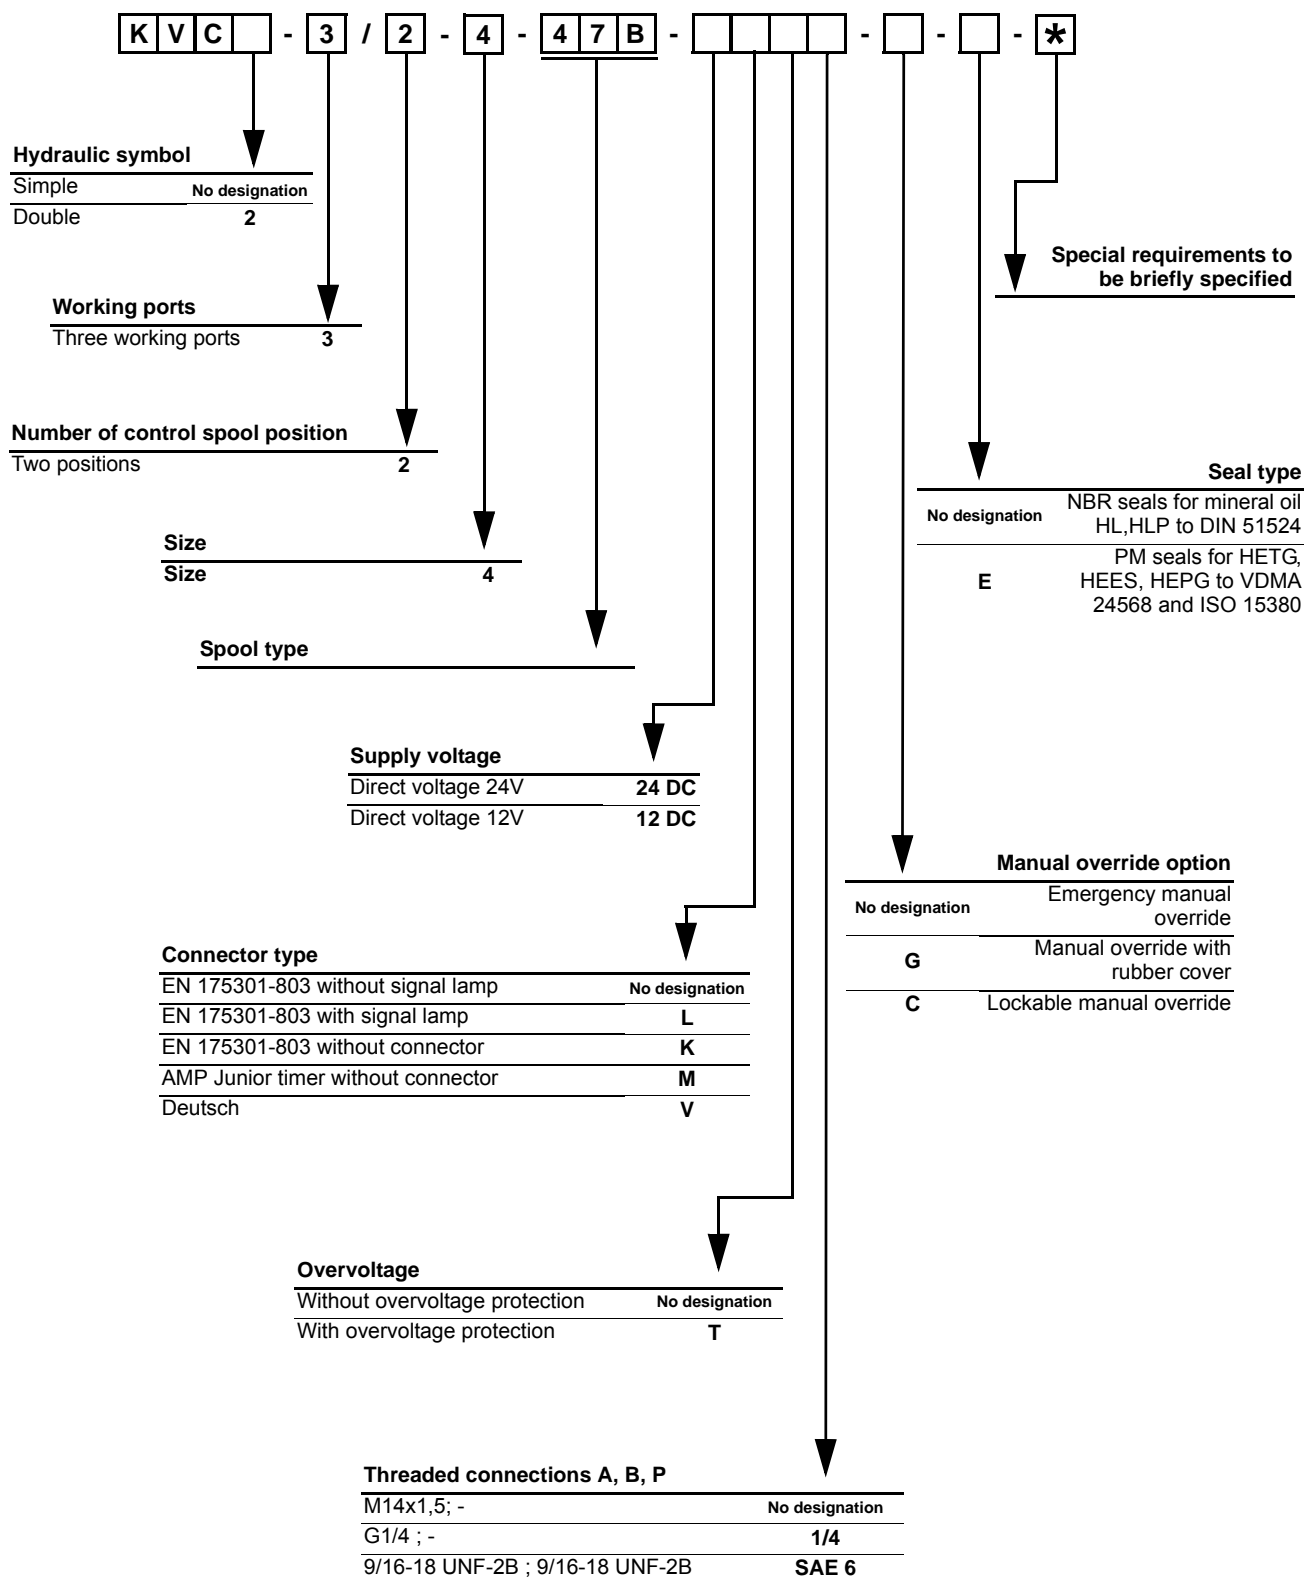 K V C - 3 / 2 - 4 - 4 7 B - - - - *
Hydraulic symbol
Simple No designation
Double 2
Working ports
Three working ports 3
Number of control spool position
Two positions 2
Size
Size 4
Spool type
Supply voltage
Direct voltage 24V 24 DC
Direct voltage 12V 12 DC
Connector type
EN 175301-803 without signal lamp No designation
EN 175301-803 with signal lamp L
EN 175301-803 without connector K
AMP Junior timer without connector M
Deutsch V
Overvoltage
Without overvoltage protection No designation
With overvoltage protection T
Threaded connections A, B, P
M14x1,5; - No designation
G1/4 ; - 1/4
9/16-18 UNF-2B ; 9/16-18 UNF-2B SAE 6
Special requirements to
be briefly specified
Seal type
No designation NBR seals for mineral oil
HL,HLP to DIN 51524
PM seals for HETG,
E HEES, HEPG to VDMA
24568 and ISO 15380
Manual override option
No designation Emergency manual
override
G Manual override with
rubber cover
C Lockable manual override